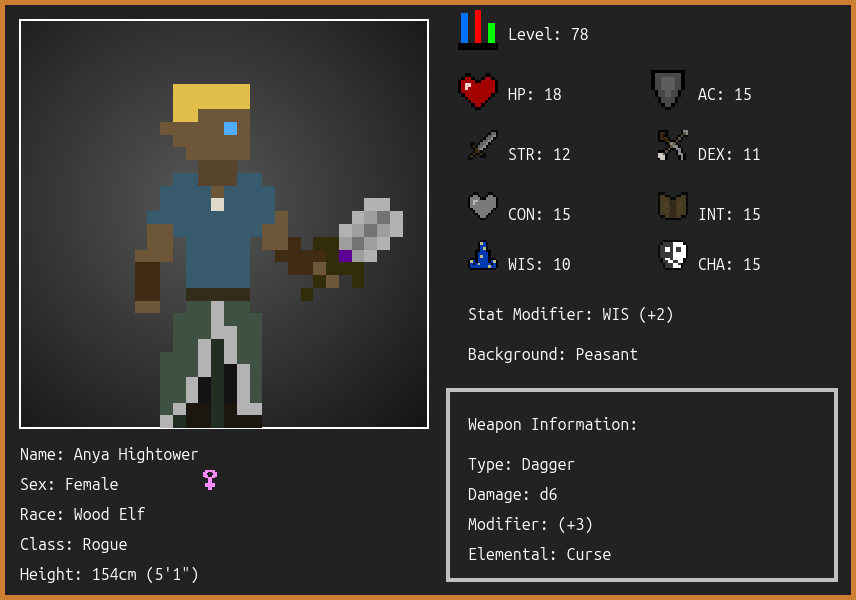 Level: 78
HP: 18
AC: 15
STR: 12
DEX: 11
CON: 15
INT: 15
WIS: 10
CHA: 15
Stat Modifier: WIS (+2)
Background: Peasant
Weapon Information:
Type: Dagger
Damage: d6
Modifier: (+3)
Elemental: Curse
Name: Anya Hightower
Sex: Female
Race: Wood Elf
Class: Rogue
Height: 154cm (5'1")